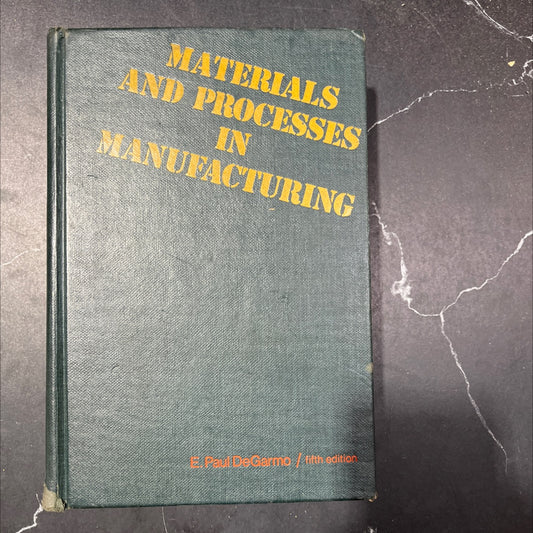 MATERIALS
AND PROCESSES
IN
MANUFACTURING
E. Paul DeGarmo / fifth edition